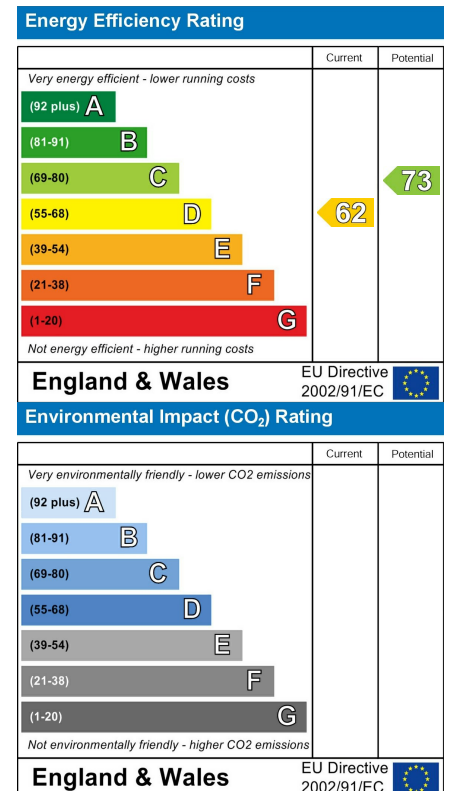 Energy Efficiency Rating
Current Potential
Very energy efficient - lower running costs
(92 plus) A
(81-91) B
(69-80) C
73
(55-68) D
62
(39-54) E
(21-38) F
(1-20) G
Not energy efficient - higher running costs
England & Wales
EU Directive
2002/91/EC
Environmental Impact (CO₂) Rating
Current Potential
Very environmentally friendly - lower CO2 emissions
(92 plus) A
(81-91) B
(69-80) C
(55-68) D
(39-54) E
(21-38) F
(1-20) G
Not environmentally friendly - higher CO2 emissions
England & Wales
EU Directive
2002/91/EC